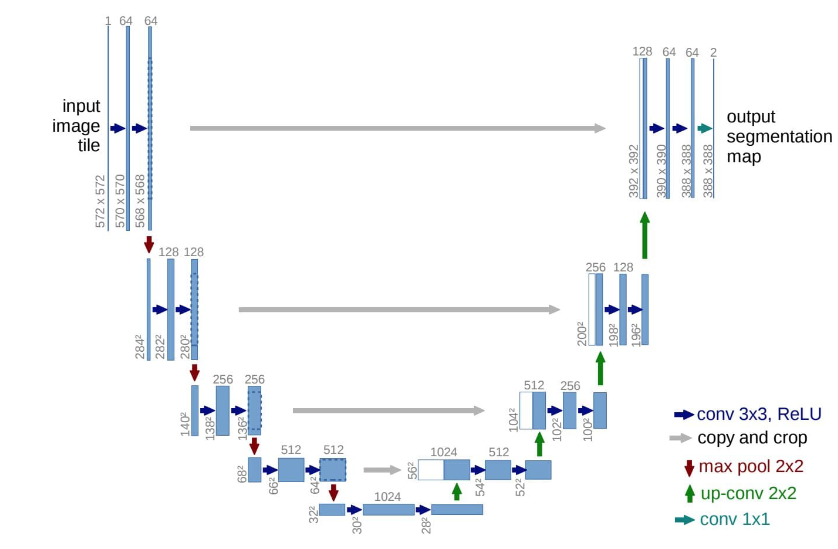 1 64 64
128 64 64 2
input
image
tile
output
segmentation
map
572 x 572
570 x 570
568 x 568
392 x 392
390 x 390
388 x 388
388 x 388
128 128
256 128
284²
282²
280²
200²
198²
196²
256 256
512 256
140²
138²
136²
104²
102²
100²
512 512
1024 512
68²
66²
64²
56²
54²
52²
1024
32²
30²
28²
conv 3x3, ReLU
copy and crop
max pool 2x2
up-conv 2x2
conv 1x1